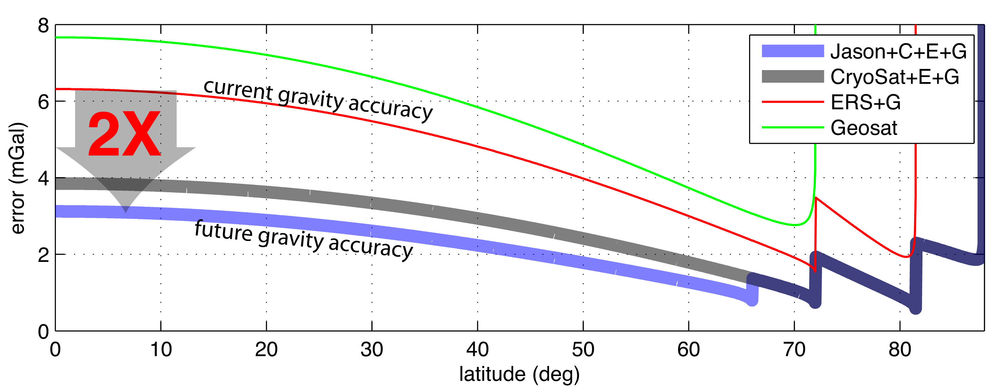 8
6
4
2
0
error (mGal)
2X
current gravity accuracy
future gravity accuracy
Jason+C+E+G
CryoSat+E+G
ERS+G
Geosat
0 10 20 30 40 50 60 70 80
latitude (deg)